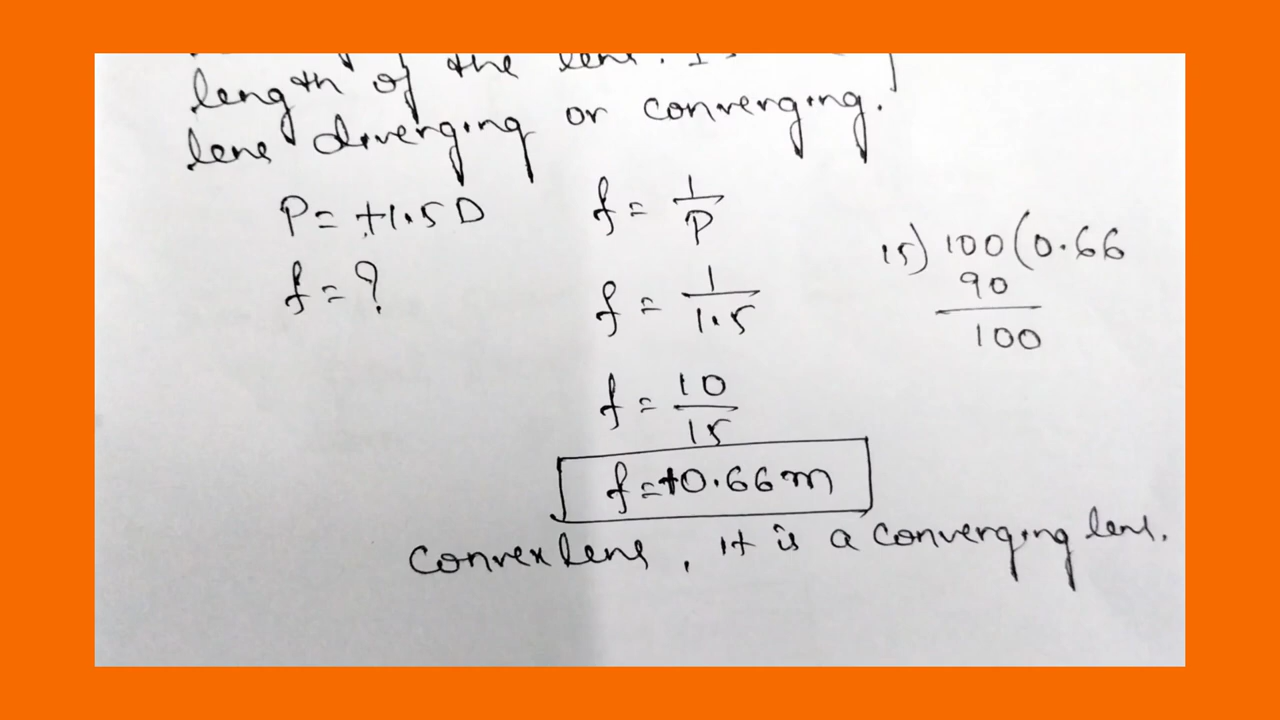 length of the lens. Is
lens diverging or converging.
P = +1.5 D
f = ?
f = 1/P
f = 1/1.5
f = 10/15
f = +0.66 m
15) 100 (0.66
90
100
convex lens, it is a converging lens.